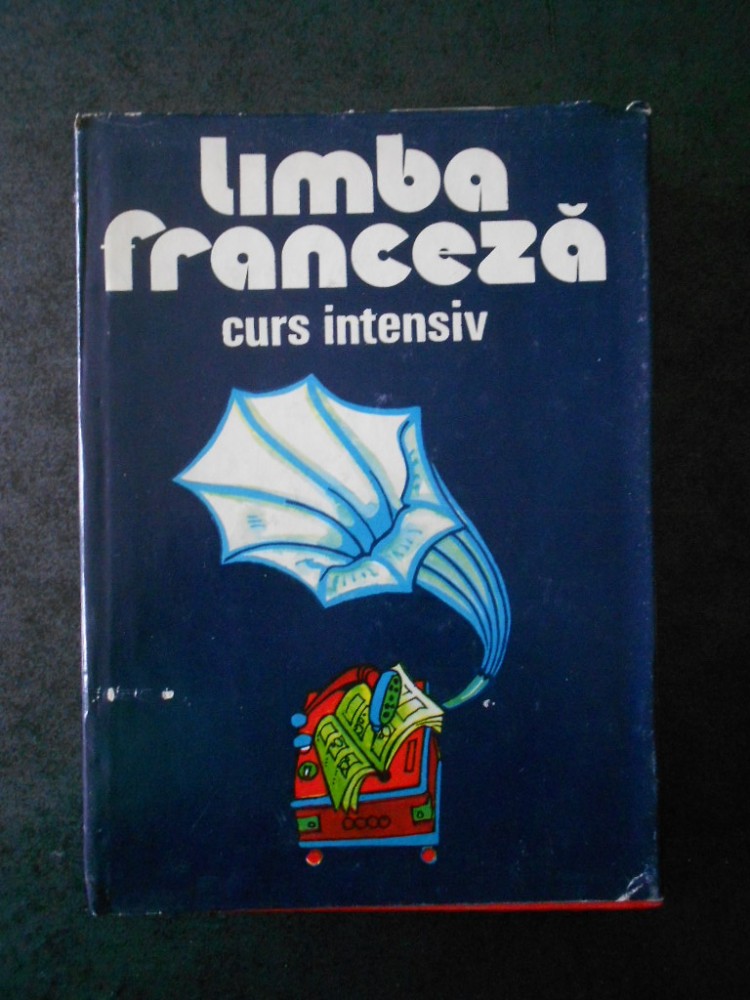 limba
franceză
curs intensiv